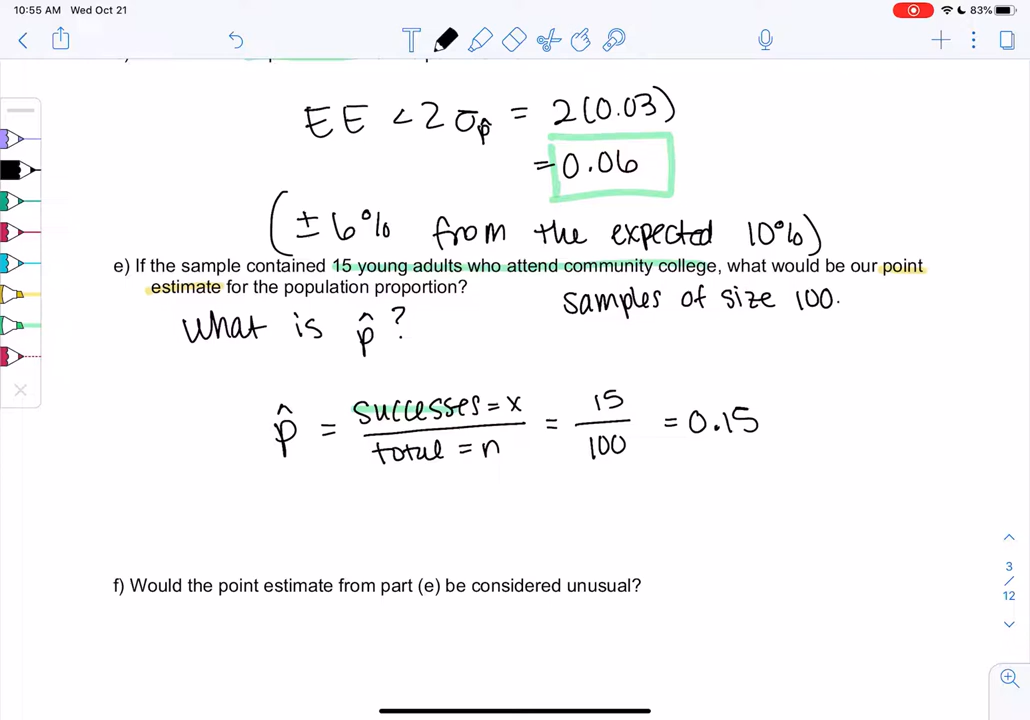 10:55 AM Wed Oct 21
83%
EE < 2 σp̂ = 2(0.03)
= 0.06
(± 6% from the expected 10%)
e) If the sample contained 15 young adults who attend community college, what would be our point
estimate for the population proportion?
samples of size 100.
what is p̂ ?
p̂ = successes = x / total = n = 15 / 100 = 0.15
f) Would the point estimate from part (e) be considered unusual?
3
/
12